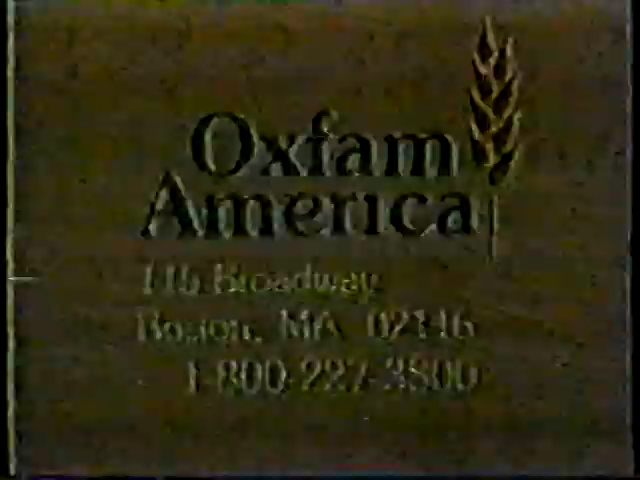 Oxfam
America
115 Broadway
Boston, MA 02116
1-800-227-3800